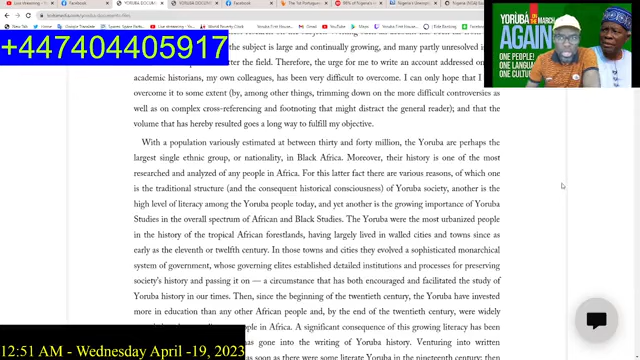 YORUBA DOCUM
Facebook
YORUBA DOCUM
Facebook
The 1st Portuguese
98% of Nigeria's
Nigeria's
Nigeria (
YORÙBÁ
MARCH
AGAIN
ONE PEOPLE!
ONE LANGUAGE
ONE CULTURE
+447404405917
the subject is large and continually growing, and many partly unresolved is
the field. Therefore, the urge for me to write an account addressed
academic historians, my own colleagues, has been very difficult to overcome. I can only hope that I
overcome it to some extent (by, among other things, trimming down on the more difficult controversies as
well as on complex cross-referencing and footnoting that might distract the general reader); and that the
volume that has hereby resulted goes a long way to fulfill my objective.
With a population variously estimated at between thirty and forty million, the Yoruba are perhaps the
largest single ethnic group, or nationality, in Black Africa. Moreover, their history is one of the most
researched and analyzed of any people in Africa. For this latter fact there are various reasons, of which one
is the traditional structure (and the consequent historical consciousness) of Yoruba society, another is the
high level of literacy among the Yoruba people today, and yet another is the growing importance of Yoruba
Studies in the overall spectrum of African and Black Studies. The Yoruba were the most urbanized people
in the history of the tropical African forestlands, having largely lived in walled cities and towns since as
early as the eleventh or twelfth century. In those towns and cities they evolved a sophisticated monarchical
system of government, whose governing elites established detailed institutions and processes for preserving
society's history and passing it on — a circumstance that has both encouraged and facilitated the study of
Yoruba history in our times. Then, since the beginning of the twentieth century, the Yoruba have invested
more in education than any other African people and, by the end of the twentieth century, were widely
people in Africa. A significant consequence of this growing literacy has been
has gone into the writing of Yoruba history. Venturing into written
as soon as there were some literate Yoruba in the nineteenth century;
12:51 AM - Wednesday April -19, 2023